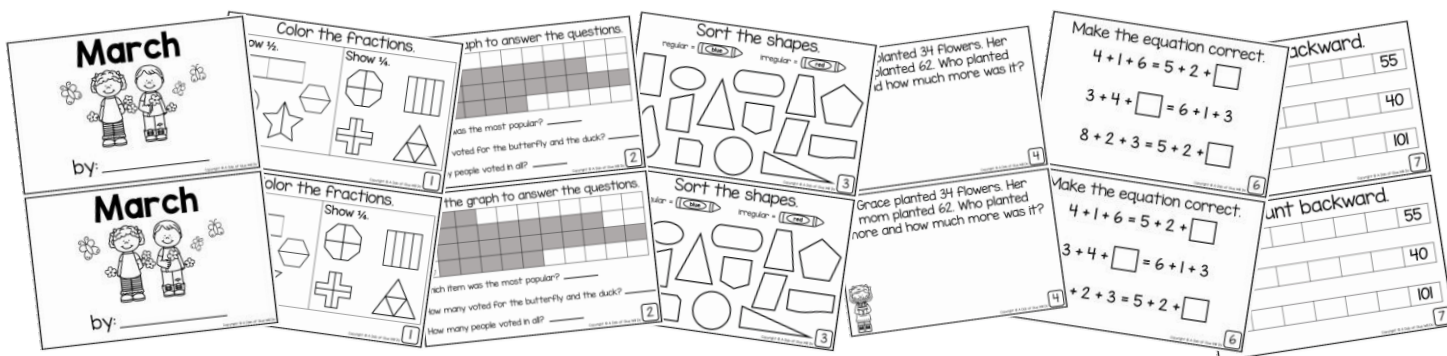 March
by:
Color the fractions.
ow ½.
Show ¼.
1
aph to answer the questions.
was the most popular?
voted for the butterfly and the duck?
y people voted in all?
2
Sort the shapes.
regular = blue
irregular = red
3
planted 34 flowers. Her
planted 62. Who planted
d how much more was it?
4
Make the equation correct.
4 + 1 + 6 = 5 + 2 +
3 + 4 + = 6 + 1 + 3
8 + 2 + 3 = 5 + 2 +
6
ackward.
55
40
101
7
March
by:
olor the fractions.
Show ¼.
1
the graph to answer the questions.
ich item was the most popular?
How many voted for the butterfly and the duck?
How many people voted in all?
2
Sort the shapes.
gular = blue
irregular = red
3
Grace planted 34 flowers. Her
mom planted 62. Who planted
more and how much more was it?
4
Make the equation correct.
4 + 1 + 6 = 5 + 2 +
3 + 4 + = 6 + 1 + 3
+ 2 + 3 = 5 + 2 +
6
unt backward.
55
40
101
7